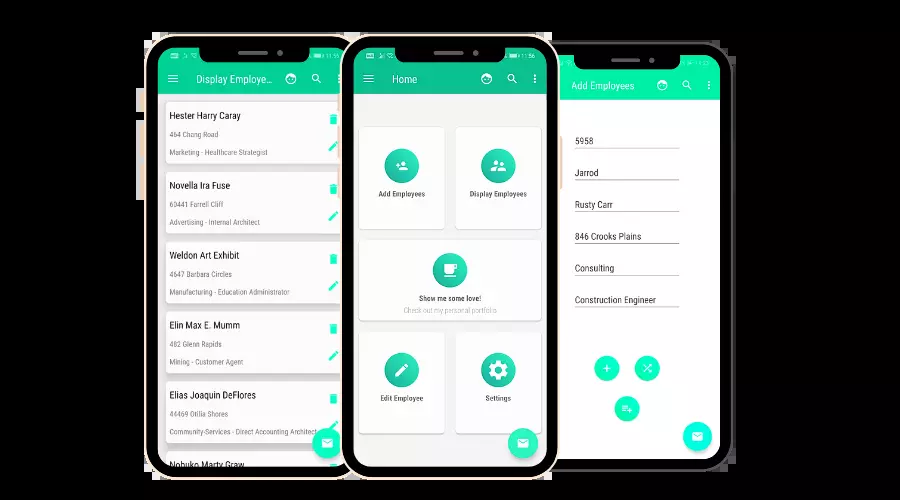 11:55
Display Employe...
Hester Harry Caray
464 Chang Road
Marketing - Healthcare Strategist
Novella Ira Fuse
60441 Farrell Cliff
Advertising - Internal Architect
Weldon Art Exhibit
4647 Barbara Circles
Manufacturing - Education Administrator
Elin Max E. Mumm
482 Glenn Rapids
Mining - Customer Agent
Elias Joaquin DeFlores
44469 Otilia Shores
Community-Services - Direct Accounting Architect
Nobuko Marty Graw
11:56
Home
Add Employees
Display Employees
Show me some love!
Check out my personal portfolio
Edit Employee
Settings
Add Employees
5958
Jarrod
Rusty Carr
846 Crooks Plains
Consulting
Construction Engineer